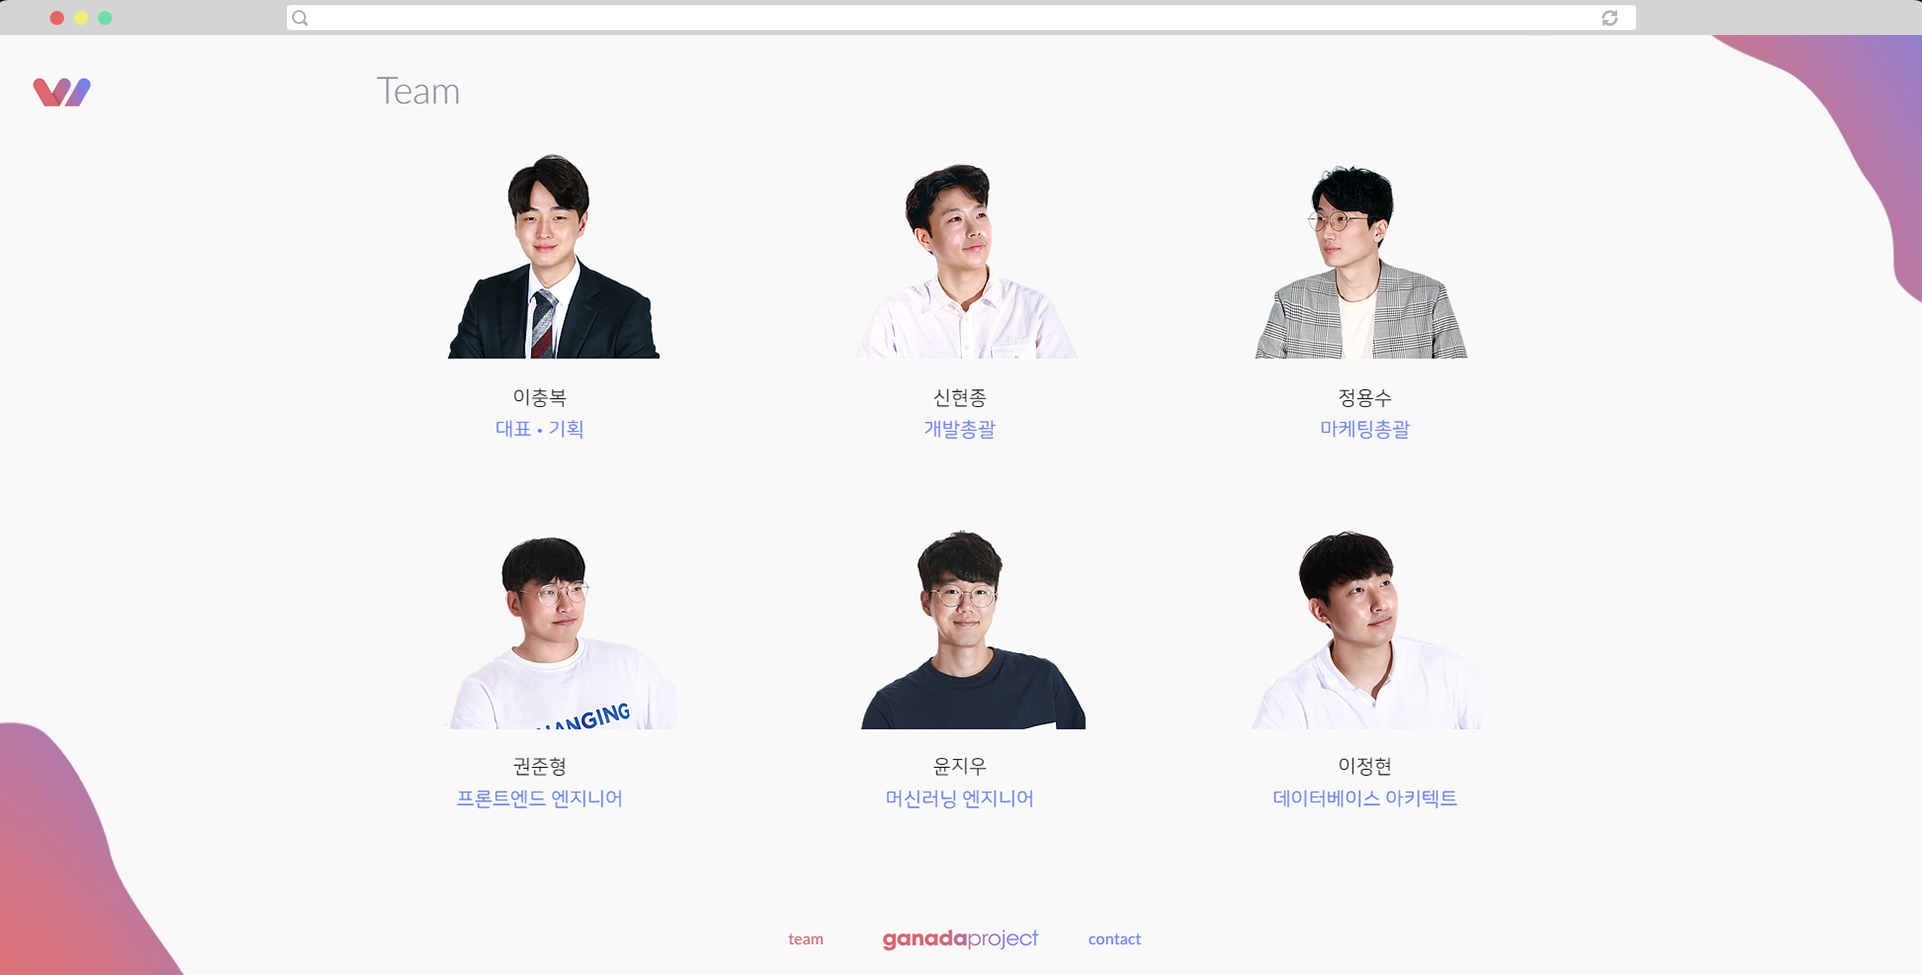 Team
이충복
대표 • 기획
신현종
개발총괄
정용수
마케팅총괄
권준형
프론트엔드 엔지니어
HANGING
윤지우
머신러닝 엔지니어
이정현
데이터베이스 아키텍트
team
ganadaproject
contact